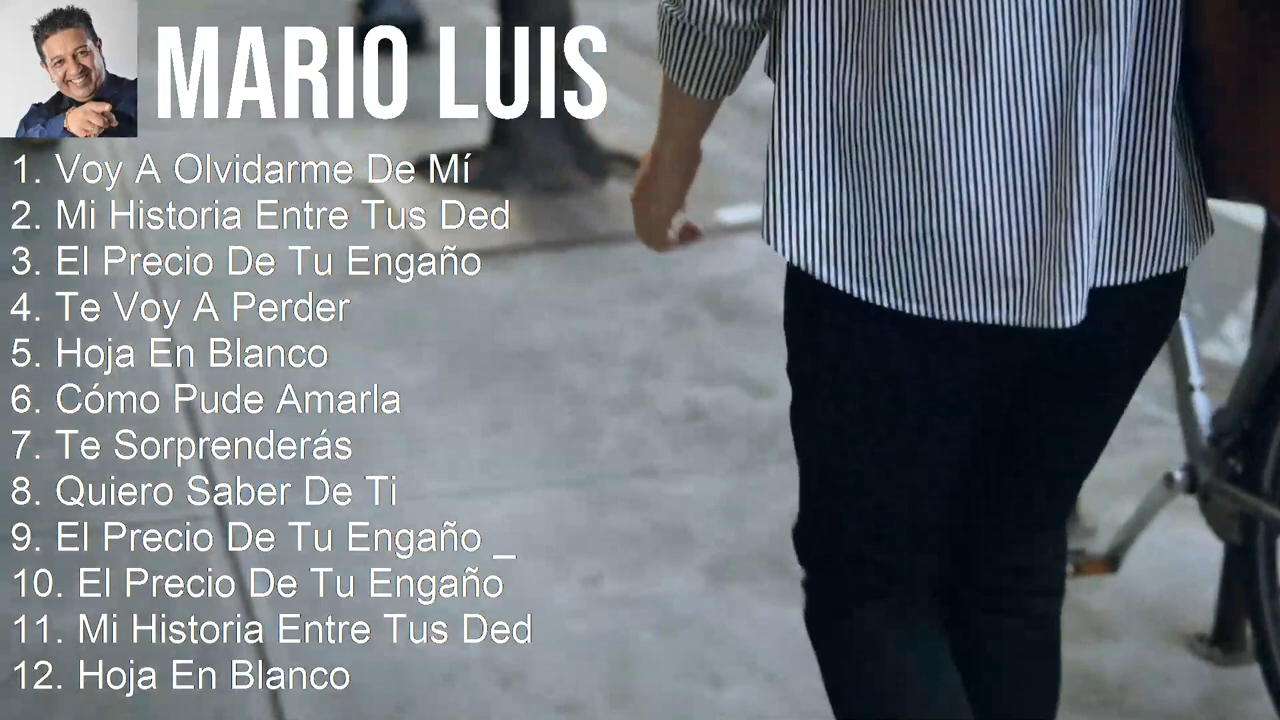 MARIO LUIS
1. Voy A Olvidarme De Mí
2. Mi Historia Entre Tus Ded
3. El Precio De Tu Engaño
4. Te Voy A Perder
5. Hoja En Blanco
6. Cómo Pude Amarla
7. Te Sorprenderás
8. Quiero Saber De Ti
9. El Precio De Tu Engaño _
10. El Precio De Tu Engaño
11. Mi Historia Entre Tus Ded
12. Hoja En Blanco